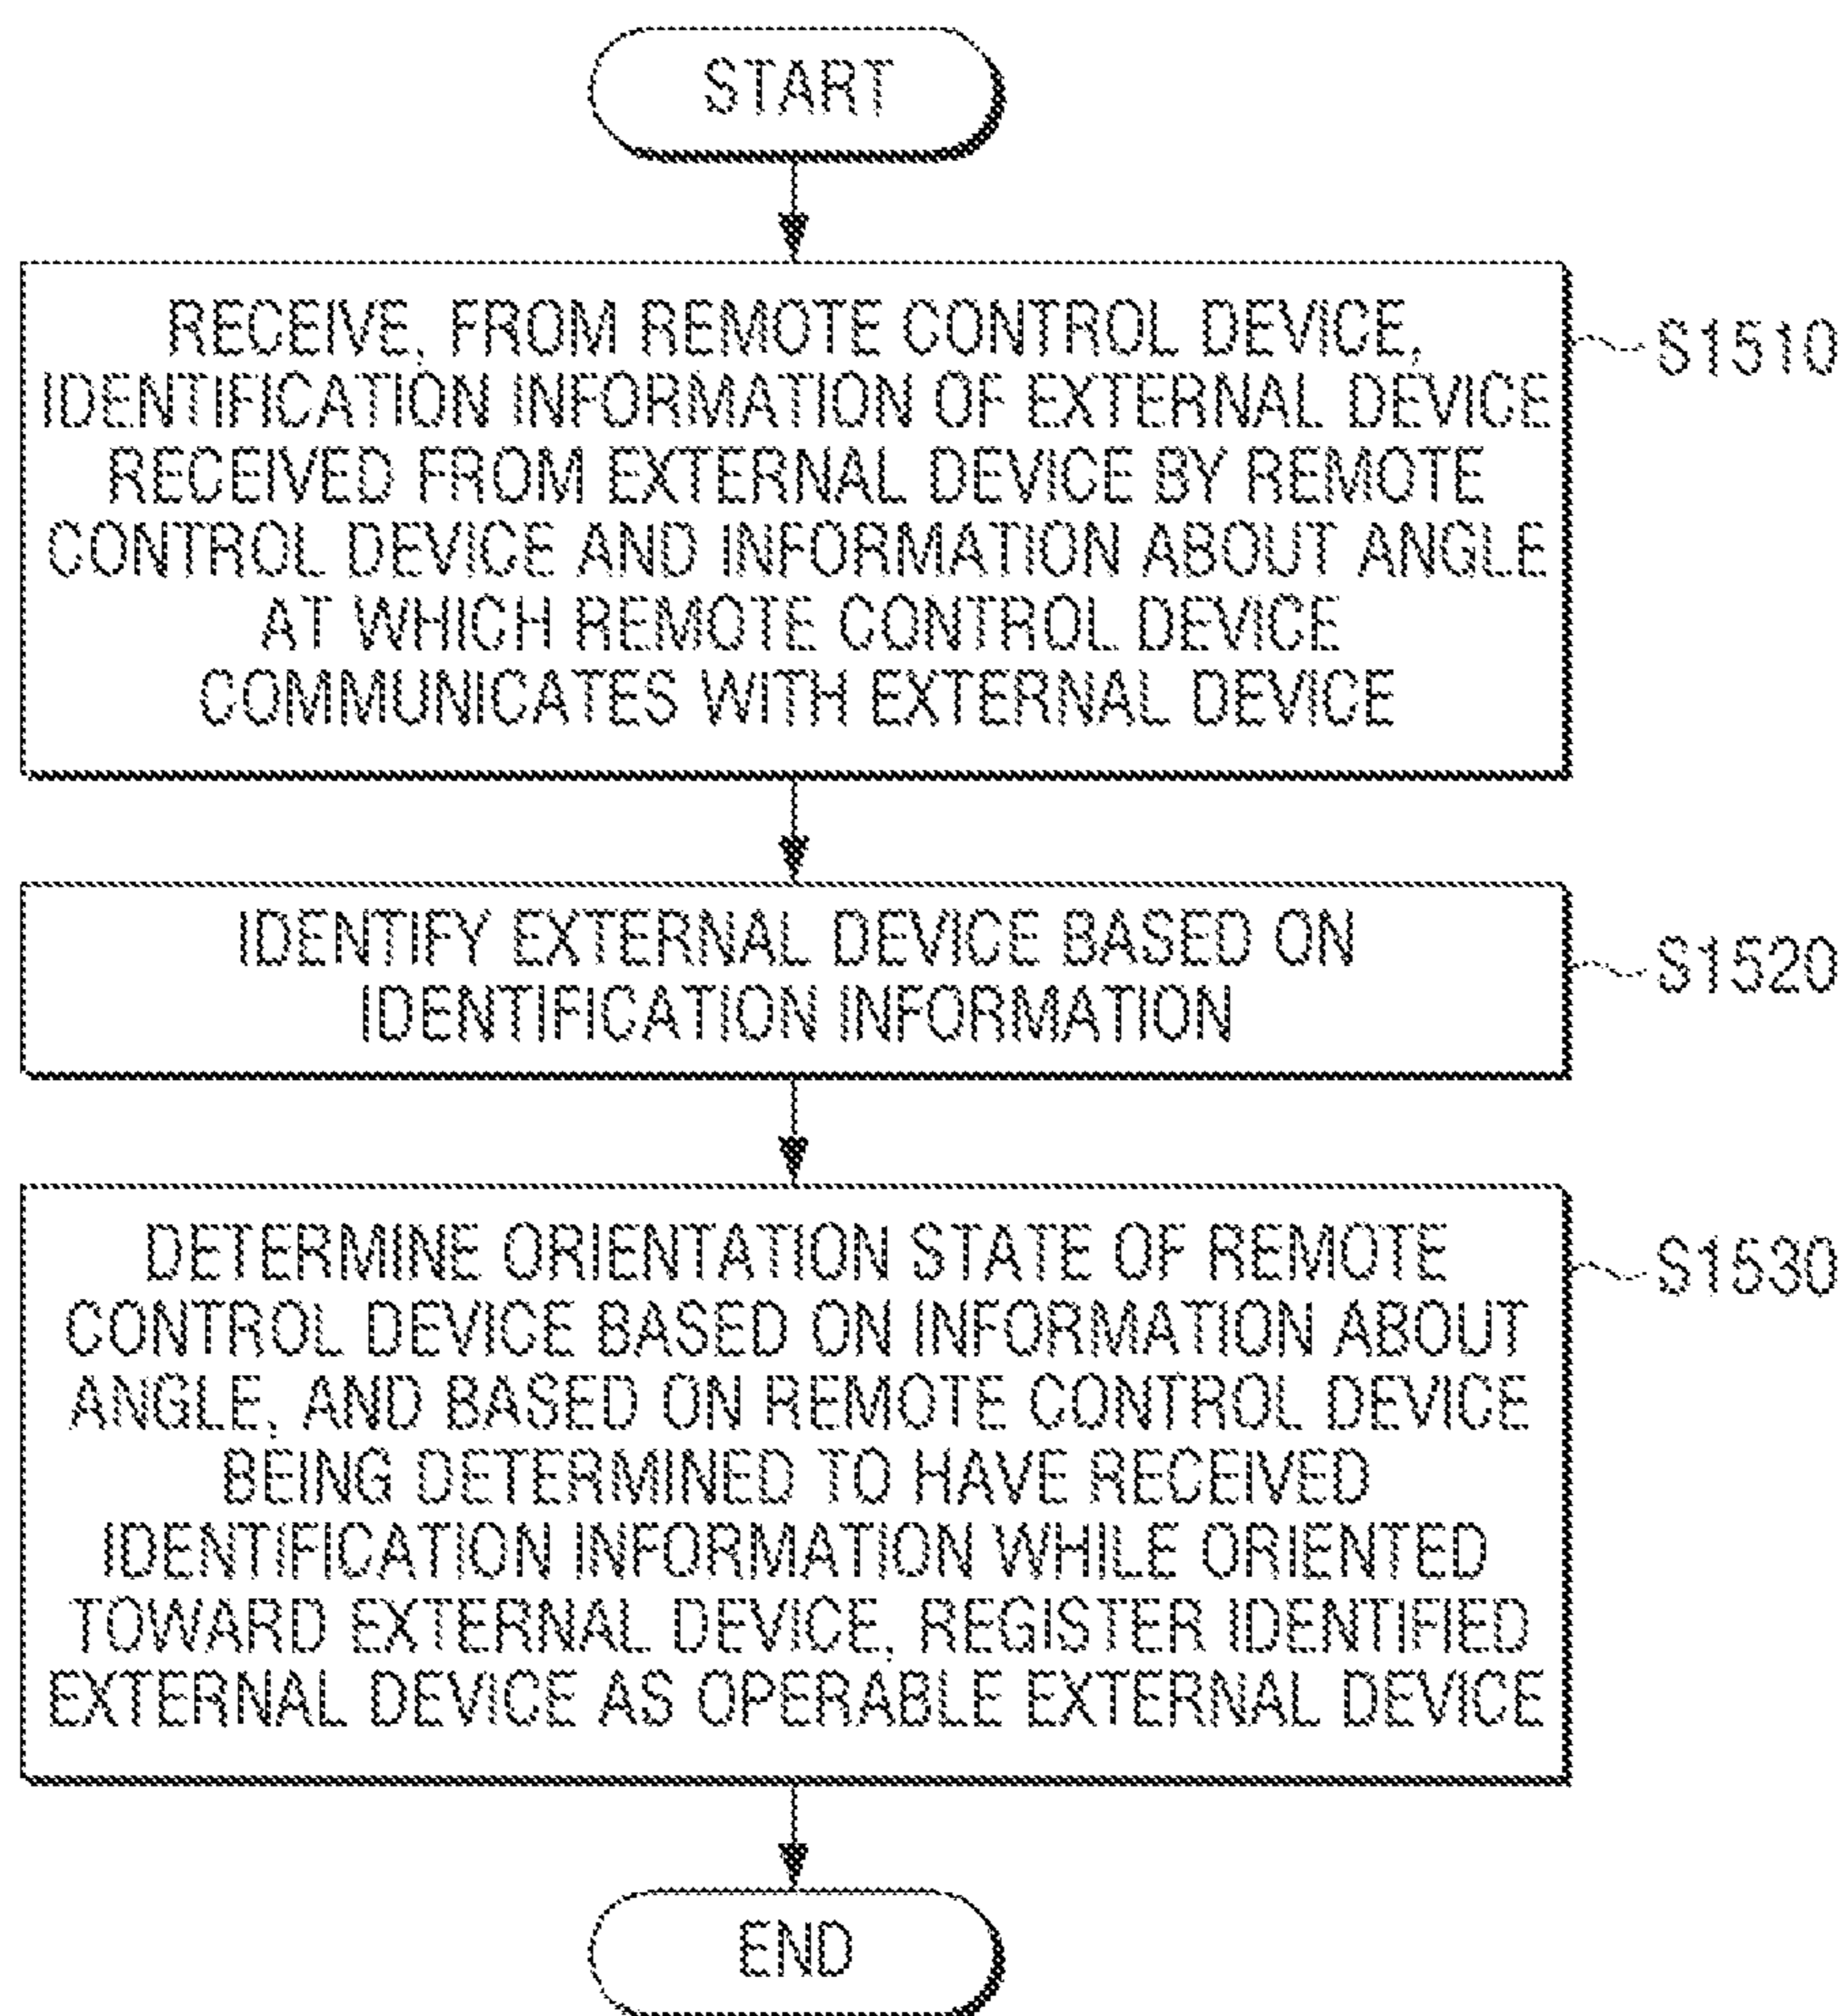 START
RECEIVE, FROM REMOTE CONTROL DEVICE,
IDENTIFICATION INFORMATION OF EXTERNAL DEVICE
RECEIVED FROM EXTERNAL DEVICE BY REMOTE
CONTROL DEVICE AND INFORMATION ABOUT ANGLE
AT WHICH REMOTE CONTROL DEVICE
COMMUNICATES WITH EXTERNAL DEVICE
S1510
IDENTIFY EXTERNAL DEVICE BASED ON
IDENTIFICATION INFORMATION
S1520
DETERMINE ORIENTATION STATE OF REMOTE
CONTROL DEVICE BASED ON INFORMATION ABOUT
ANGLE, AND BASED ON REMOTE CONTROL DEVICE
BEING DETERMINED TO HAVE RECEIVED
IDENTIFICATION INFORMATION WHILE ORIENTED
TOWARD EXTERNAL DEVICE, REGISTER IDENTIFIED
EXTERNAL DEVICE AS OPERABLE EXTERNAL DEVICE
S1530
END